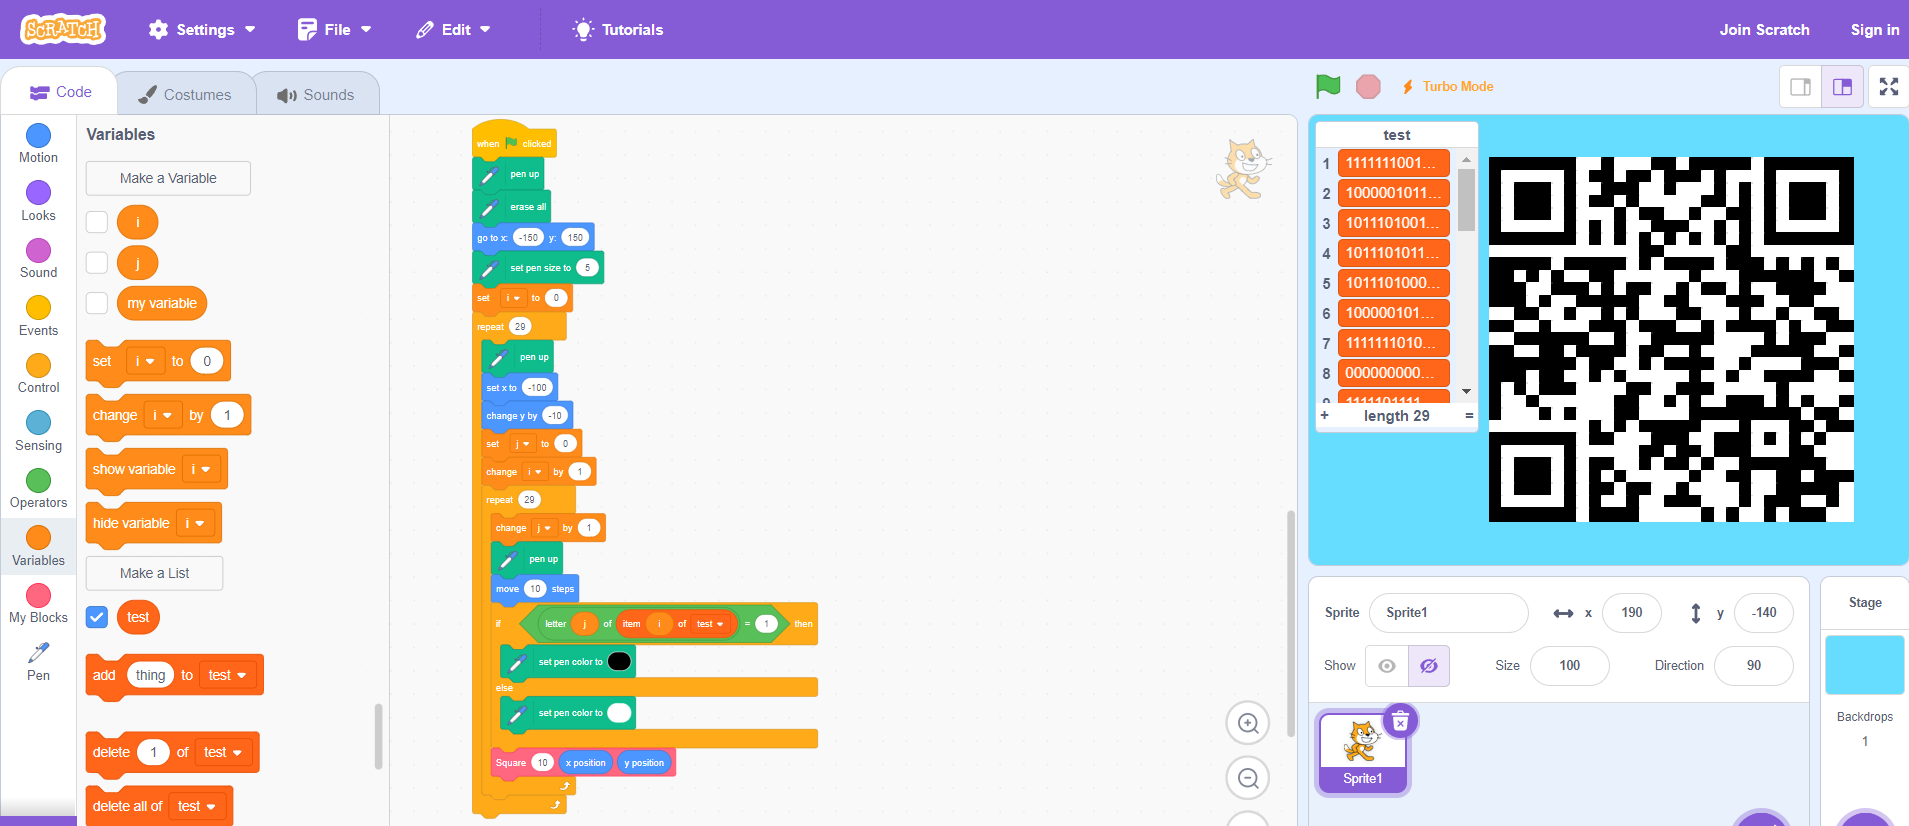 SCRATCH Settings File Edit Tutorials Join Scratch Sign in
Code Costumes Sounds
Turbo Mode
Motion
Looks
Sound
Events
Control
Sensing
Operators
Variables
My Blocks
Pen
Variables
Make a Variable
i
j
my variable
set i to 0
change i by 1
show variable i
hide variable i
Make a List
test
add thing to test
delete 1 of test
delete all of test
when clicked
pen up
erase all
go to x: -150 y: 150
set pen size to 5
set i to 0
repeat 29
pen up
set x to -100
change y by -10
set j to 0
change i by 1
repeat 29
change j by 1
pen up
move 10 steps
if letter j of item i of test = 1 then
set pen color to
else
set pen color to
Square 10 x position y position
test
1 1111111001...
2 1000001011...
3 1011101001...
4 1011101011...
5 1011101000...
6 100000101...
7 1111111010...
8 000000000...
9 1111101111...
+ length 29 =
Sprite Sprite1 x 190 y -140
Show Size 100 Direction 90
Sprite1
Stage
Backdrops
1